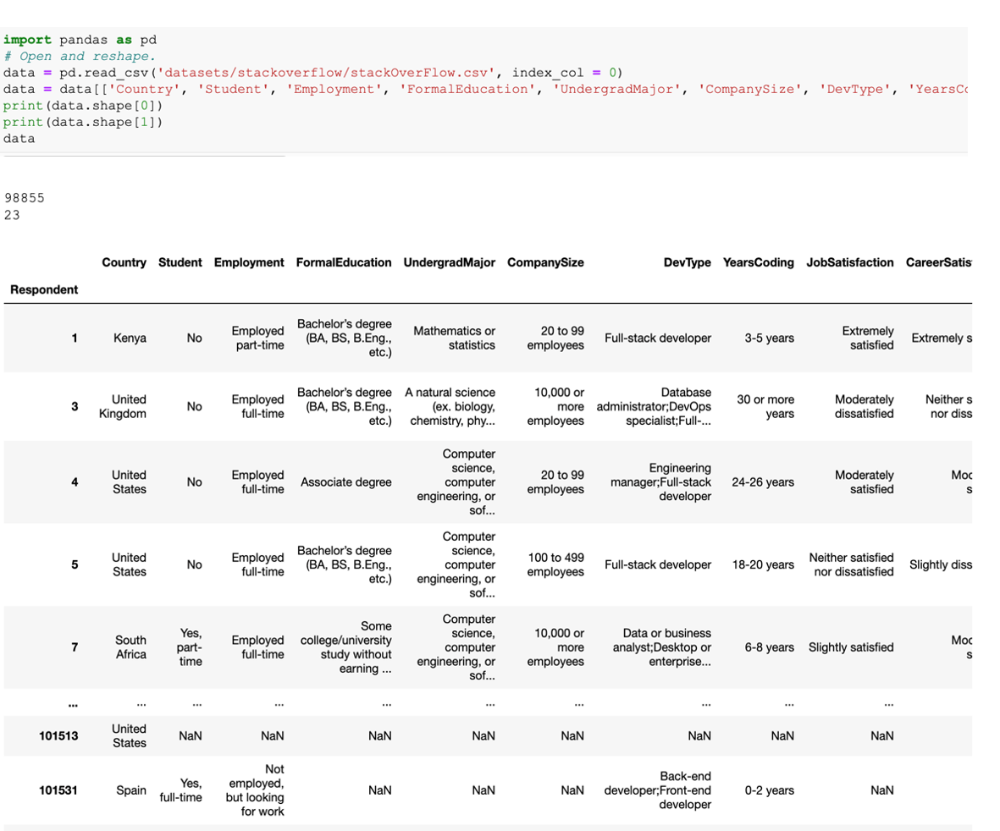 import pandas as pd
# Open and reshape.
data = pd.read_csv('datasets/stackoverflow/stackOverFlow.csv', index_col = 0)
data = data[['Country', 'Student', 'Employment', 'FormalEducation', 'UndergradMajor', 'CompanySize', 'DevType', 'YearsCo
print(data.shape[0])
print(data.shape[1])
data
98855
23
Country Student Employment FormalEducation UndergradMajor CompanySize DevType YearsCoding JobSatisfaction CareerSatis
Respondent
1 Kenya No Employed part-time Bachelor’s degree (BA, BS, B.Eng., etc.) Mathematics or statistics 20 to 99 employees Full-stack developer 3-5 years Extremely satisfied Extremely s
3 United Kingdom No Employed full-time Bachelor’s degree (BA, BS, B.Eng., etc.) A natural science (ex. biology, chemistry, phy... 10,000 or more employees Database administrator;DevOps specialist;Full-... 30 or more years Moderately dissatisfied Neither s nor diss
4 United States No Employed full-time Associate degree Computer science, computer engineering, or sof... 20 to 99 employees Engineering manager;Full-stack developer 24-26 years Moderately satisfied Moc s
5 United States No Employed full-time Bachelor’s degree (BA, BS, B.Eng., etc.) Computer science, computer engineering, or sof... 100 to 499 employees Full-stack developer 18-20 years Neither satisfied nor dissatisfied Slightly diss
7 South Africa Yes, part-time Employed full-time Some college/university study without earning ... Computer science, computer engineering, or sof... 10,000 or more employees Data or business analyst;Desktop or enterprise... 6-8 years Slightly satisfied Moc s
... ... ... ... ... ... ... ... ... ...
101513 United States NaN NaN NaN NaN NaN NaN NaN NaN
101531 Spain Yes, full-time Not employed, but looking for work NaN NaN NaN Back-end developer;Front-end developer 0-2 years NaN